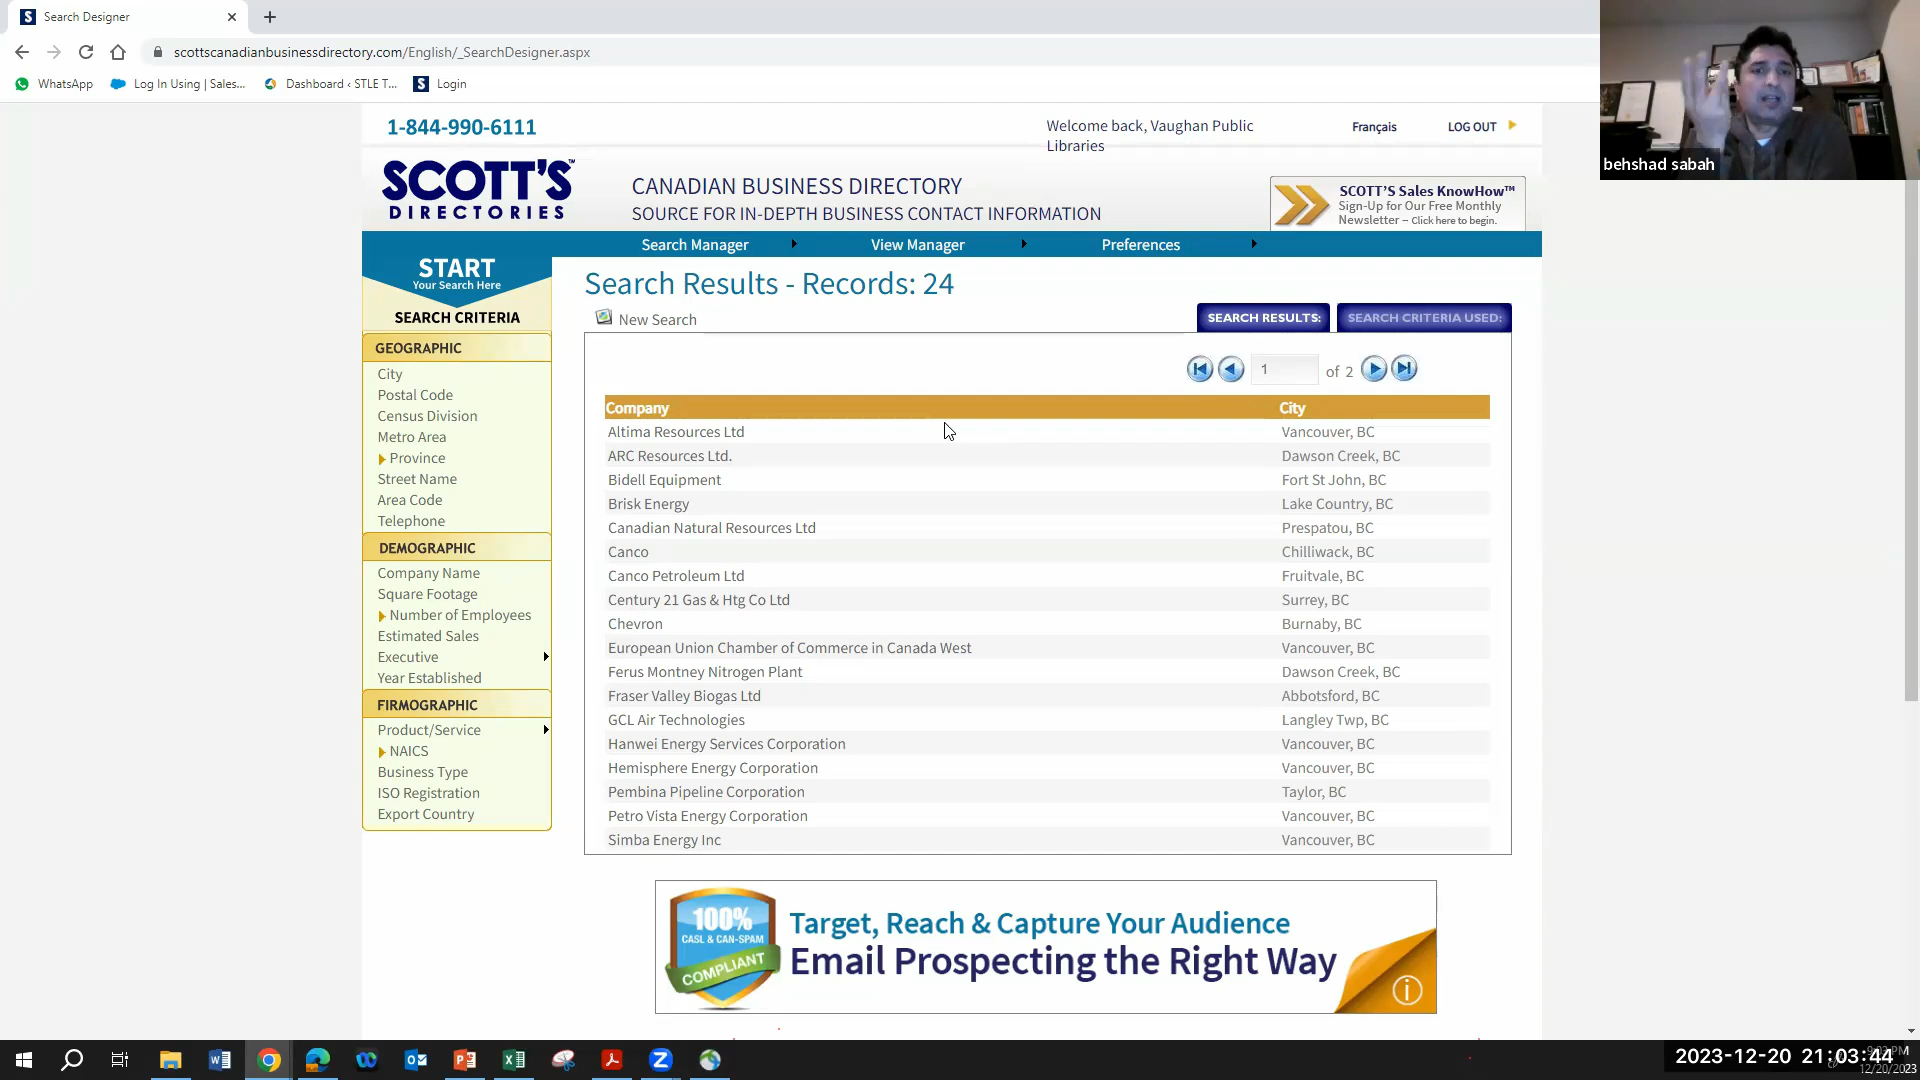 Search Designer
scottscanadianbusinessdirectory.com/English/_SearchDesigner.aspx
WhatsApp
Log In Using | Sales...
Dashboard ‹ STLE T...
Login
behshad sabah
1-844-990-6111
Welcome back, Vaughan Public
Libraries
Français
LOG OUT
SCOTT'S™
DIRECTORIES
CANADIAN BUSINESS DIRECTORY
SOURCE FOR IN-DEPTH BUSINESS CONTACT INFORMATION
SCOTT'S Sales KnowHow™
Sign-Up for Our Free Monthly
Newsletter – Click here to begin.
Search Manager
View Manager
Preferences
START
Your Search Here
SEARCH CRITERIA
GEOGRAPHIC
City
Postal Code
Census Division
Metro Area
Province
Street Name
Area Code
Telephone
DEMOGRAPHIC
Company Name
Square Footage
Number of Employees
Estimated Sales
Executive
Year Established
FIRMOGRAPHIC
Product/Service
NAICS
Business Type
ISO Registration
Export Country
Search Results - Records: 24
New Search
SEARCH RESULTS:
SEARCH CRITERIA USED:
1 of 2
Company City
Altima Resources Ltd Vancouver, BC
ARC Resources Ltd. Dawson Creek, BC
Bidell Equipment Fort St John, BC
Brisk Energy Lake Country, BC
Canadian Natural Resources Ltd Prespatou, BC
Canco Chilliwack, BC
Canco Petroleum Ltd Fruitvale, BC
Century 21 Gas & Htg Co Ltd Surrey, BC
Chevron Burnaby, BC
European Union Chamber of Commerce in Canada West Vancouver, BC
Ferus Montney Nitrogen Plant Dawson Creek, BC
Fraser Valley Biogas Ltd Abbotsford, BC
GCL Air Technologies Langley Twp, BC
Hanwei Energy Services Corporation Vancouver, BC
Hemisphere Energy Corporation Vancouver, BC
Pembina Pipeline Corporation Taylor, BC
Petro Vista Energy Corporation Vancouver, BC
Simba Energy Inc Vancouver, BC
100%
CASL & CAN-SPAM
COMPLIANT
Target, Reach & Capture Your Audience
Email Prospecting the Right Way
2023-12-20 21:03:44
12/20/2023